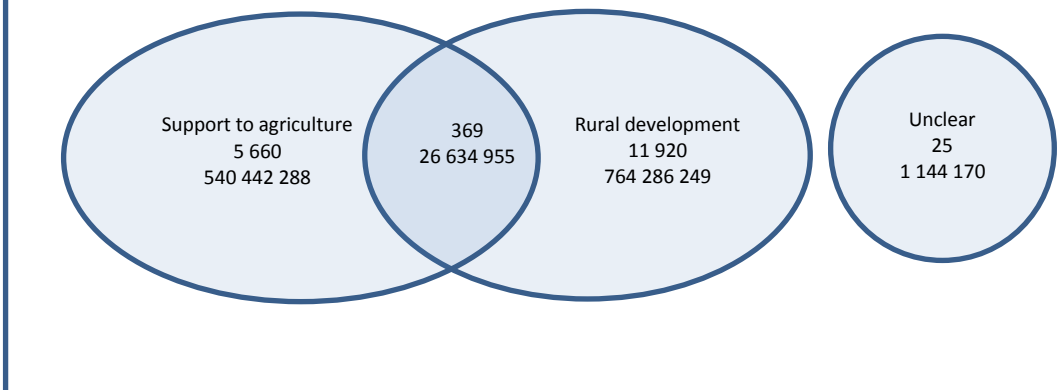 Support to agriculture
5 660
540 442 288
369
26 634 955
Rural development
11 920
764 286 249
Unclear
25
1 144 170